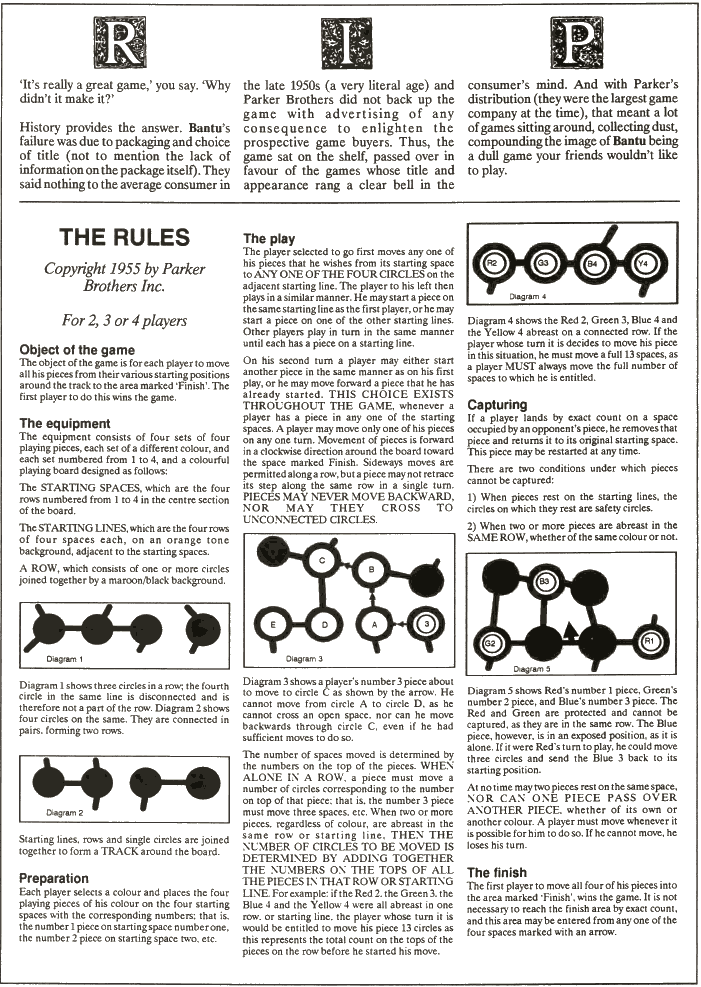 R I P
'It's really a great game,' you say. 'Why
didn't it make it?'
History provides the answer. Bantu's
failure was due to packaging and choice
of title (not to mention the lack of
information on the package itself). They
said nothing to the average consumer in
the late 1950s (a very literal age) and
Parker Brothers did not back up the
game with advertising of any
consequence to enlighten the
prospective game buyers. Thus, the
game sat on the shelf, passed over in
favour of the games whose title and
appearance rang a clear bell in the
consumer's mind. And with Parker's
distribution (they were the largest game
company at the time), that meant a lot
of games sitting around, collecting dust,
compounding the image of Bantu being
a dull game your friends wouldn't like
to play.
THE RULES
Copyright 1955 by Parker
Brothers Inc.
For 2, 3 or 4 players
Object of the game
The object of the game is for each player to move
all his pieces from their various starting positions
around the track to the area marked 'Finish'. The
first player to do this wins the game.
The equipment
The equipment consists of four sets of four
playing pieces, each set of a different colour, and
each set numbered from 1 to 4, and a colourful
playing board designed as follows:
The STARTING SPACES, which are the four
rows numbered from 1 to 4 in the centre section
of the board.
The STARTING LINES, which are the four rows
of four spaces each, on an orange tone
background, adjacent to the starting spaces.
A ROW, which consists of one or more circles
joined together by a maroon/black background.
Diagram 1
Diagram 1 shows three circles in a row; the fourth
circle in the same line is disconnected and is
therefore not a part of the row. Diagram 2 shows
four circles on the same. They are connected in
pairs, forming two rows.
Diagram 2
Starting lines, rows and single circles are joined
together to form a TRACK around the board.
Preparation
Each player selects a colour and places the four
playing pieces of his colour on the four starting
spaces with the corresponding numbers; that is,
the number 1 piece on starting space number one,
the number 2 piece on starting space two, etc.
The play
The player selected to go first moves any one of
his pieces that he wishes from its starting space
to ANY ONE OF THE FOUR CIRCLES on the
adjacent starting line. The player to his left then
plays in a similar manner. He may start a piece on
the same starting line as the first player, or he may
start a piece on one of the other starting lines.
Other players play in turn in the same manner
until each has a piece on a starting line.
On his second turn a player may either start
another piece in the same manner as on his first
play, or he may move forward a piece that he has
already started. THIS CHOICE EXISTS
THROUGHOUT THE GAME, whenever a
player has a piece in any one of the starting
spaces. A player may move only one of his pieces
on any one turn. Movement of pieces is forward
in a clockwise direction around the board toward
the space marked Finish. Sideways moves are
permitted along a row, but a piece may not retrace
its step along the same row in a single turn.
PIECES MAY NEVER MOVE BACKWARD,
NOR MAY THEY CROSS TO
UNCONNECTED CIRCLES.
C
B
E
D
A
3
Diagram 3
Diagram 3 shows a player's number 3 piece about
to move to circle C as shown by the arrow. He
cannot move from circle A to circle D, as he
cannot cross an open space, nor can he move
backwards through circle C, even if he had
sufficient moves to do so.
The number of spaces moved is determined by
the numbers on the top of the pieces. WHEN
ALONE IN A ROW, a piece must move a
number of circles corresponding to the number
on top of that piece; that is, the number 3 piece
must move three spaces, etc. When two or more
pieces, regardless of colour, are abreast in the
same row or starting line, THEN THE
NUMBER OF CIRCLES TO BE MOVED IS
DETERMINED BY ADDING TOGETHER
THE NUMBERS ON THE TOPS OF ALL
THE PIECES IN THAT ROW OR STARTING
LINE. For example: if the Red 2, the Green 3, the
Blue 4 and the Yellow 4 were all abreast in one
row, or starting line, the player whose turn it is
would be entitled to move his piece 13 circles as
this represents the total count on the tops of the
pieces on the row before he started his move.
R2 G3 B4 Y4
Diagram 4
Diagram 4 shows the Red 2, Green 3, Blue 4 and
the Yellow 4 abreast on a connected row. If the
player whose turn it is decides to move his piece
in this situation, he must move a full 13 spaces, as
a player MUST always move the full number of
spaces to which he is entitled.
Capturing
If a player lands by exact count on a space
occupied by an opponent's piece, he removes that
piece and returns it to its original starting space.
This piece may be restarted at any time.
There are two conditions under which pieces
cannot be captured:
1) When pieces rest on the starting lines, the
circles on which they rest are safety circles.
2) When two or more pieces are abreast in the
SAME ROW, whether of the same colour or not.
B3
G2
R1
Diagram 5
Diagram 5 shows Red's number 1 piece, Green's
number 2 piece, and Blue's number 3 piece. The
Red and Green are protected and cannot be
captured, as they are in the same row. The Blue
piece, however, is in an exposed position, as it is
alone. If it were Red's turn to play, he could move
three circles and send the Blue 3 back to its
starting position.
At no time may two pieces rest on the same space,
NOR CAN ONE PIECE PASS OVER
ANOTHER PIECE, whether of its own or
another colour. A player must move whenever it
is possible for him to do so. If he cannot move, he
loses his turn.
The finish
The first player to move all four of his pieces into
the area marked 'Finish', wins the game. It is not
necessary to reach the finish area by exact count,
and this area may be entered from any one of the
four spaces marked with an arrow.